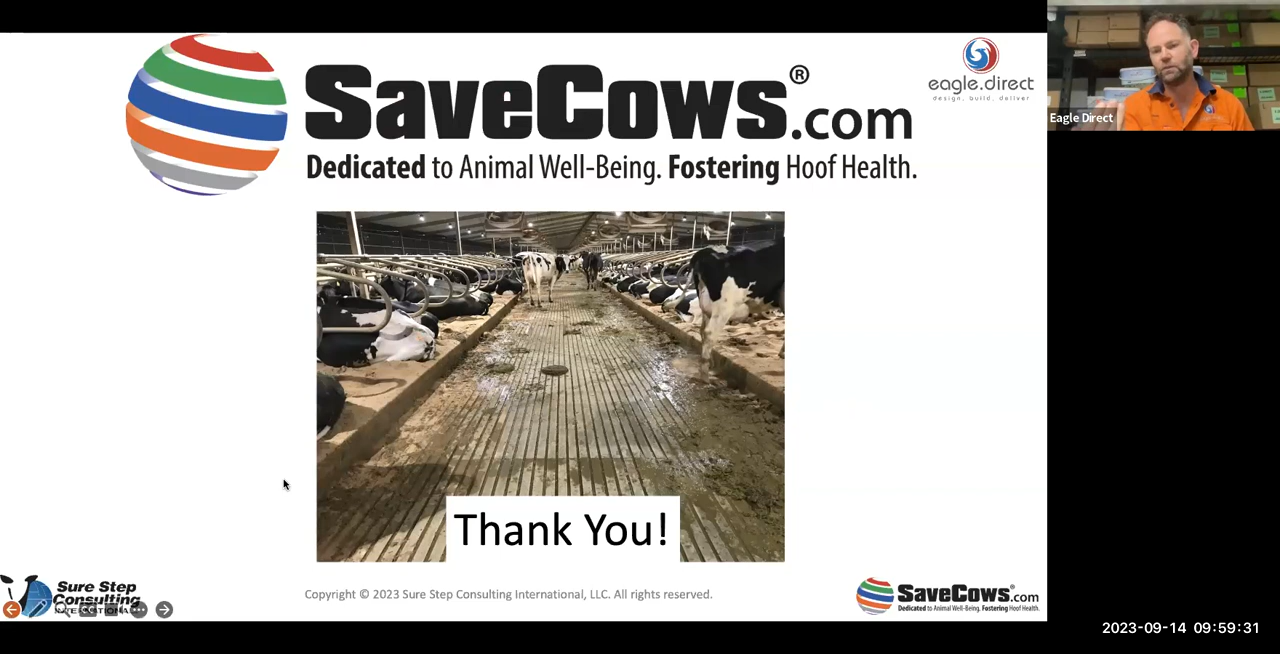 SaveCows.com®
Dedicated to Animal Well-Being. Fostering Hoof Health.
eagle.direct
design. build. deliver
Eagle Direct
Thank You!
Sure Step
Consulting
INTERNATIONAL
Copyright © 2023 Sure Step Consulting International, LLC. All rights reserved.
SaveCows.com®
Dedicated to Animal Well-Being. Fostering Hoof Health.
2023-09-14 09:59:31